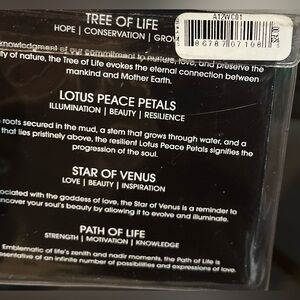 TREE OF LIFE
A12WC01
HOPE | CONSERVATION | GROU
knowledgment of our commitment to nurture, love, and preserve the
ty of nature, the Tree of Life evokes the eternal connection between
mankind and Mother Earth.
LOTUS PEACE PETALS
ILLUMINATION | BEAUTY | RESILIENCE
roots secured in the mud, a stem that grows through water, and a
that lies pristinely above, the resilient Lotus Peace Petals signifies the
progression of the soul.
STAR OF VENUS
LOVE | BEAUTY | INSPIRATION
ociated with the goddess of love, the Star of Venus is a reminder to
uncover your soul's beauty by allowing it to evolve and illuminate.
PATH OF LIFE
STRENGTH | MOTIVATION | KNOWLEDGE
Emblematic of life's zenith and nadir moments, the Path of Life is
resentative of an infinite number of possibilities and expressions of love.